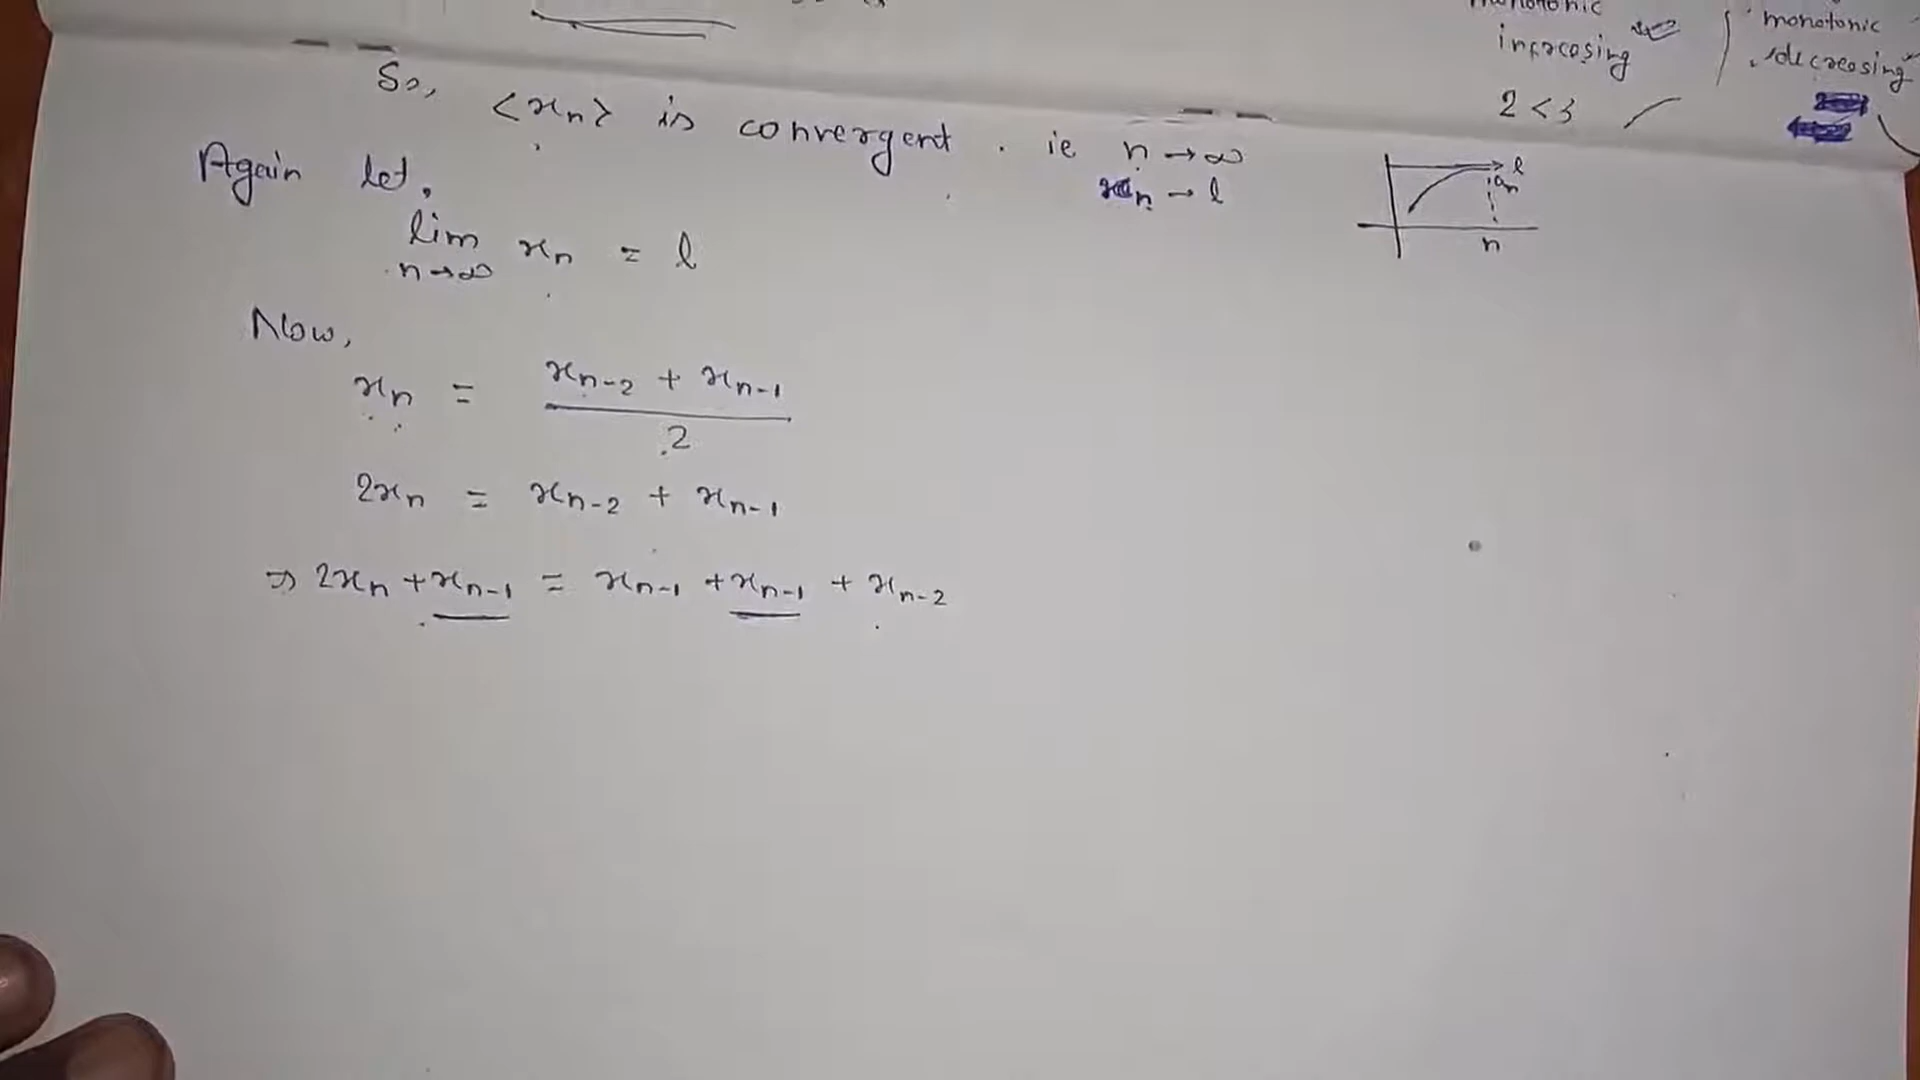 monotonic
increasing
monotonic
decreasing
2 < 3
So, <xn> is convergent. ie n → ∞
xn → l
Again let,
lim xn = l
n→∞
l
an
n
Now,
xn = xn-2 + xn-1
2
2xn = xn-2 + xn-1
⇒ 2xn + xn-1 = xn-1 + xn-1 + xn-2